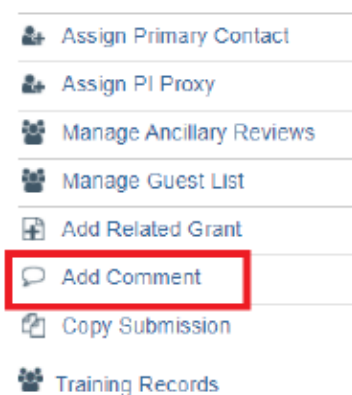 Assign Primary Contact
Assign PI Proxy
Manage Ancillary Reviews
Manage Guest List
Add Related Grant
Add Comment
Copy Submission
Training Records